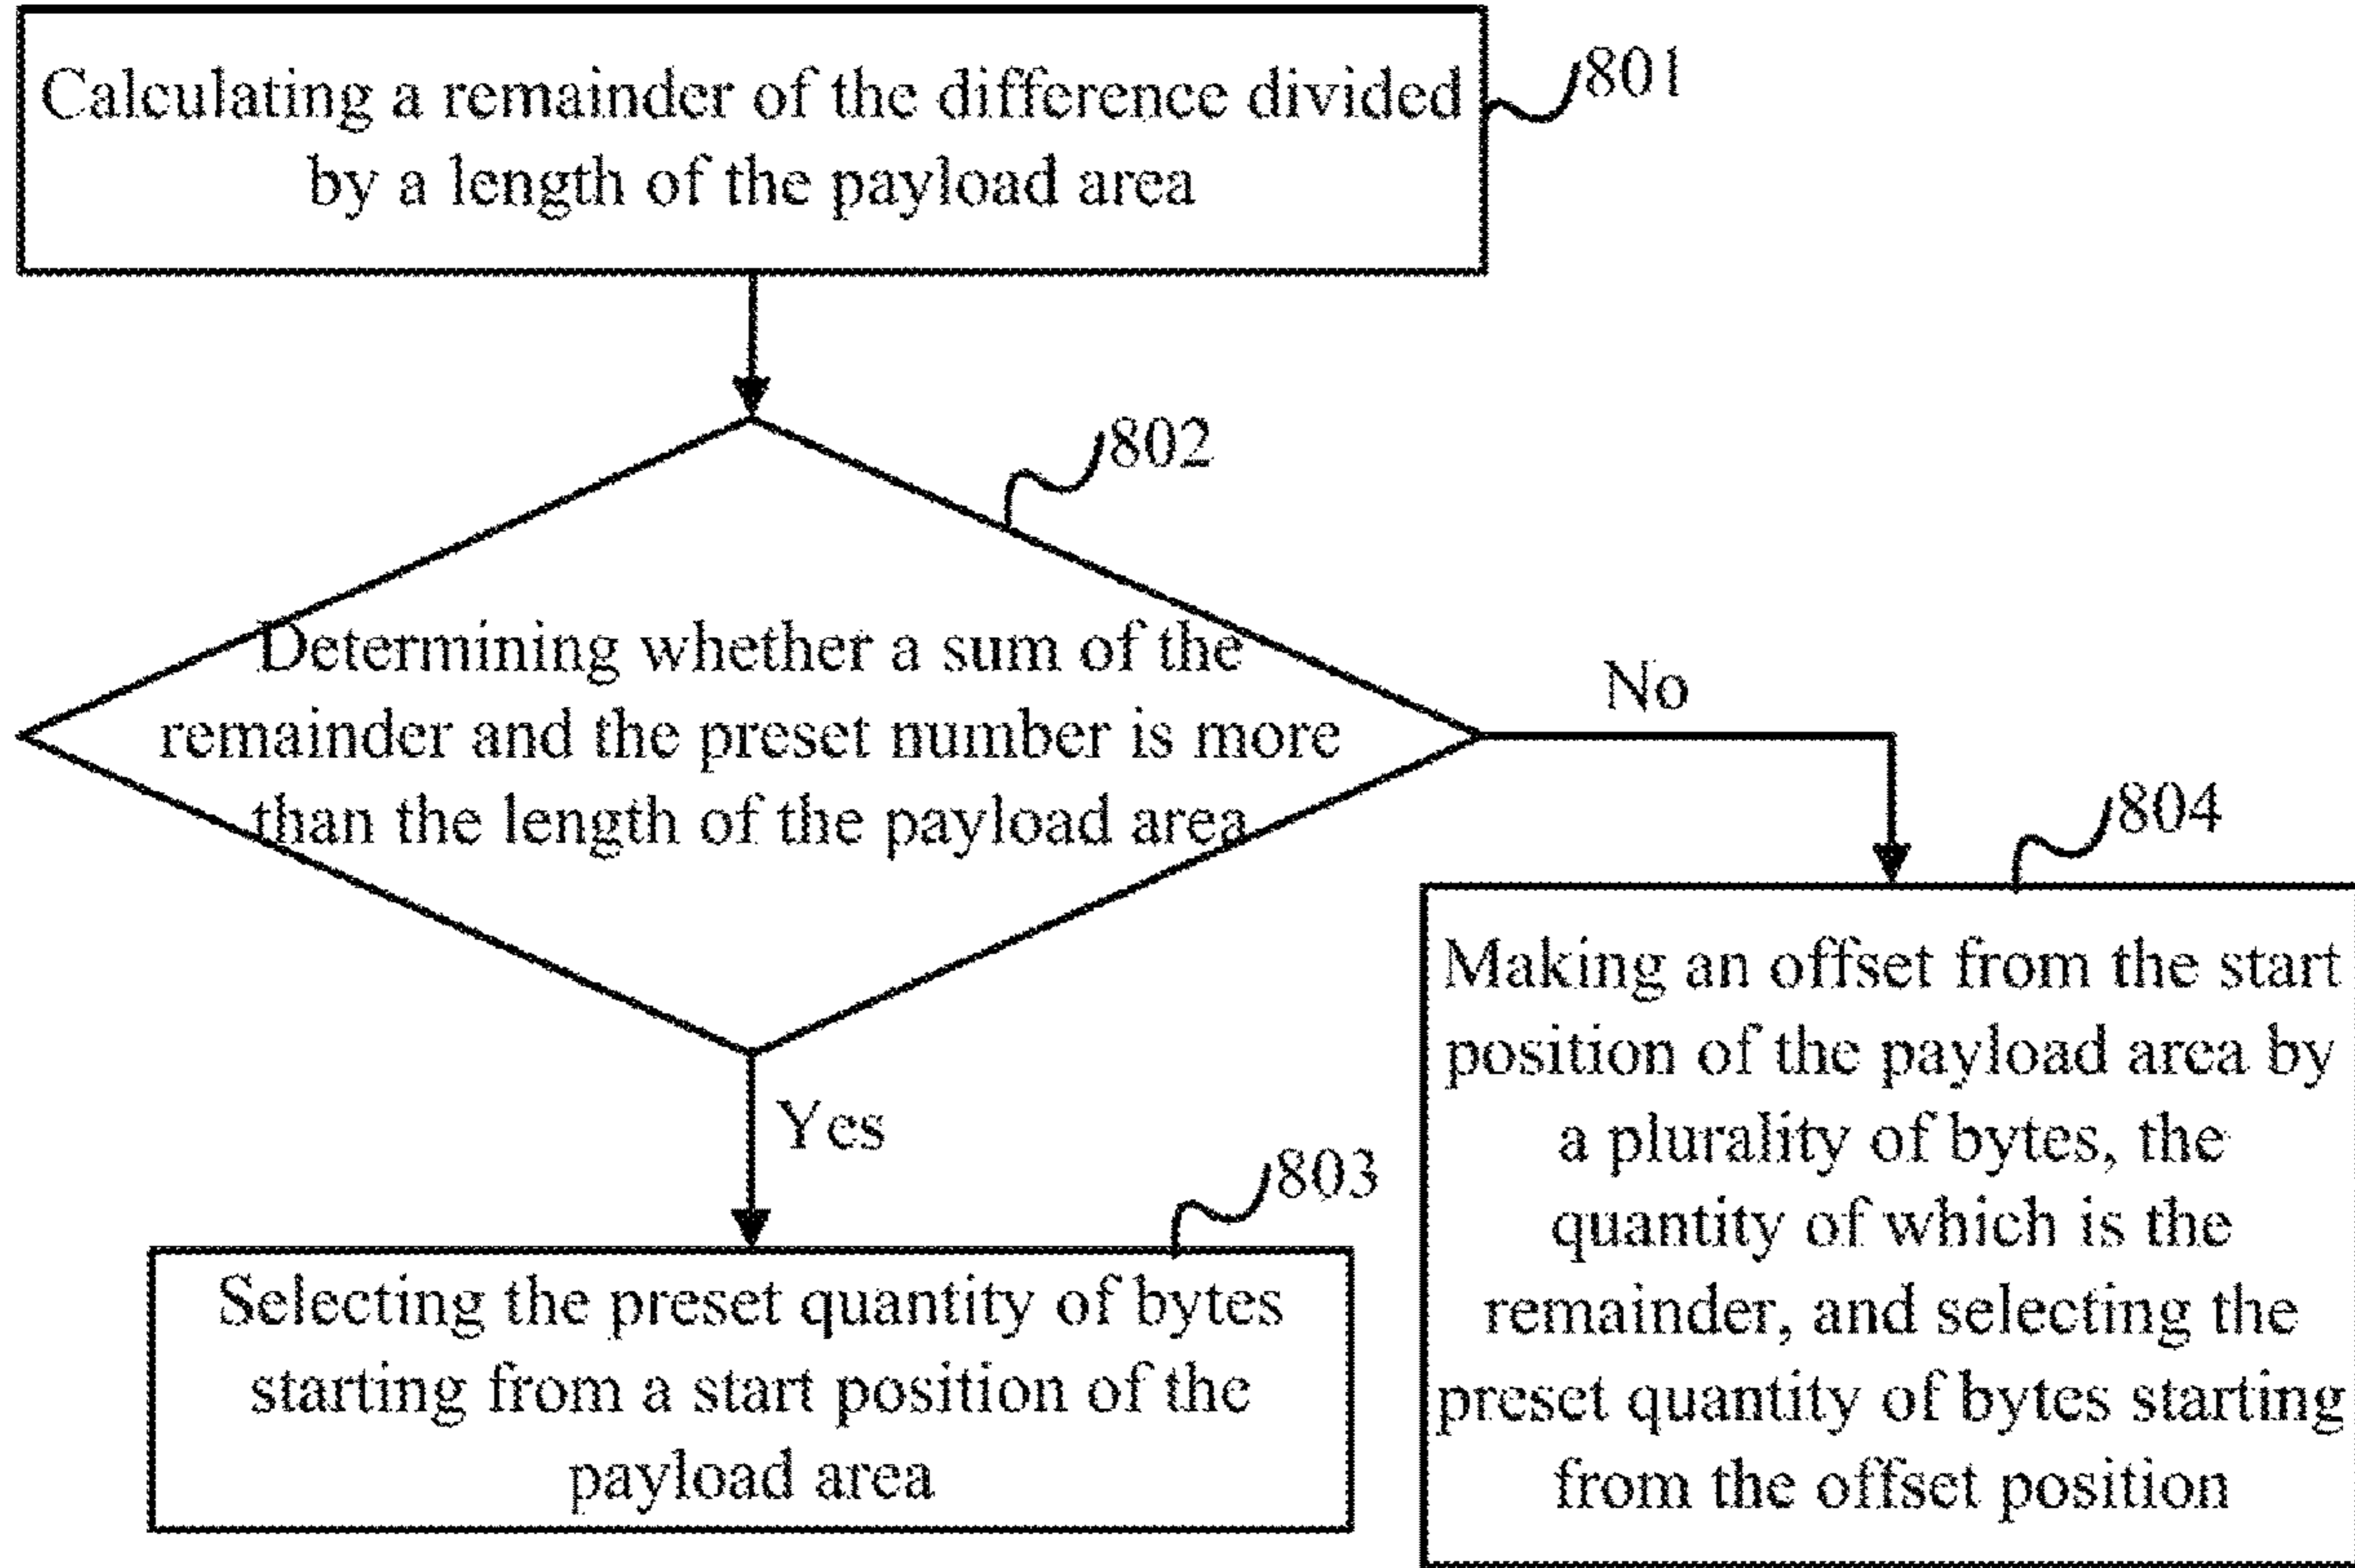 Calculating a remainder of the difference divided
by a length of the payload area
801
802
Determining whether a sum of the
remainder and the preset number is more
than the length of the payload area
No
Yes
803
Selecting the preset quantity of bytes
starting from a start position of the
payload area
804
Making an offset from the start
position of the payload area by
a plurality of bytes, the
quantity of which is the
remainder, and selecting the
preset quantity of bytes starting
from the offset position